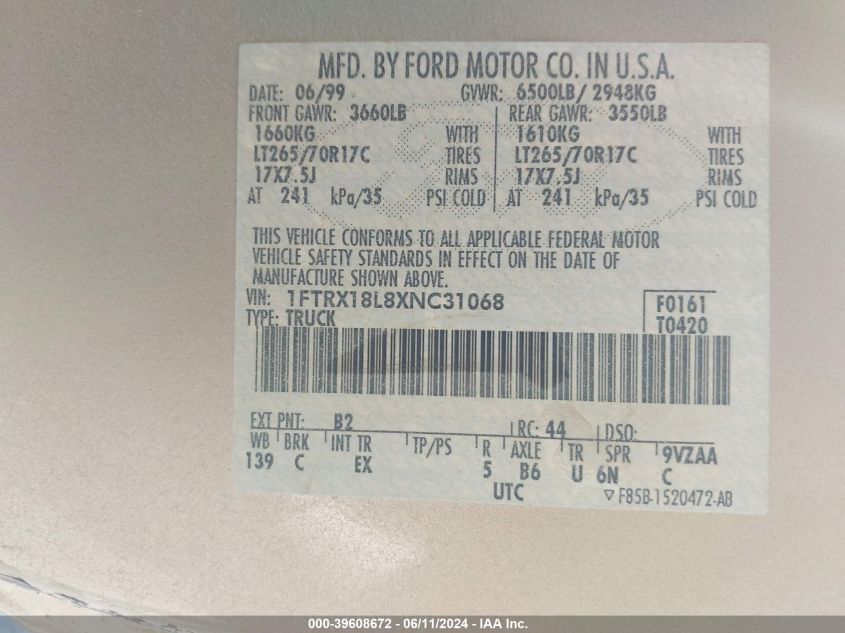 MFD. BY FORD MOTOR CO. IN U.S.A.
DATE: 06/99 GVWR: 6500LB/ 2948KG
FRONT GAWR: 3660LB REAR GAWR: 3550LB
1660KG WITH 1610KG WITH
LT265/70R17C TIRES LT265/70R17C TIRES
17X7.5J RIMS 17X7.5J RIMS
AT 241 kPa/35 PSI COLD AT 241 kPa/35 PSI COLD
THIS VEHICLE CONFORMS TO ALL APPLICABLE FEDERAL MOTOR
VEHICLE SAFETY STANDARDS IN EFFECT ON THE DATE OF
MANUFACTURE SHOWN ABOVE.
VIN: 1FTRX18L8XNC31068 F0161
TYPE: TRUCK T0420
EXT PNT: B2 RC: 44 DSO:
WB BRK INT TR TP/PS R AXLE TR SPR 9VZAA
139 C EX 5 B6 U 6N C
UTC F85B-1520472-AB
000-39608672 - 06/11/2024 - IAA Inc.